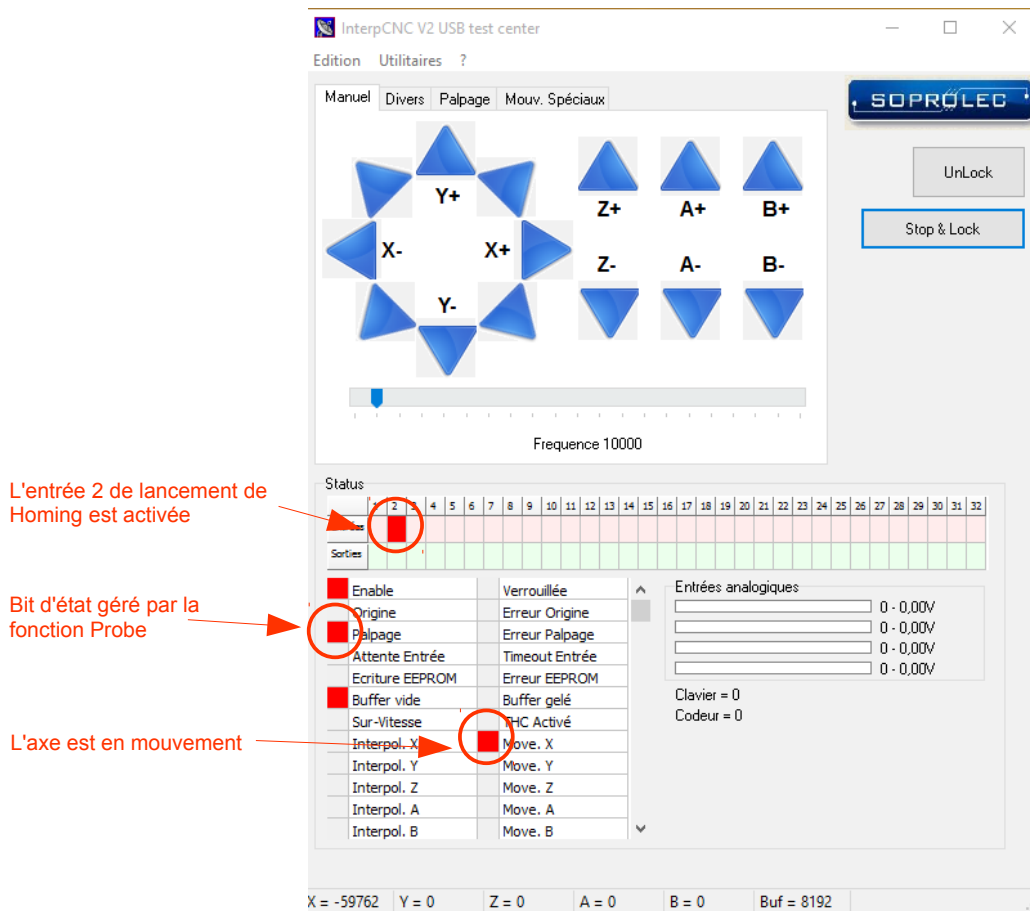 InterpCNC V2 USB test center
Edition Utilitaires ?
Manuel Divers Palpage Mouv. Spéciaux
SOPROLEC
UnLock
Stop & Lock
Y+
X- X+
Y-
Z+ A+ B+
Z- A- B-
Frequence 10000
L'entrée 2 de lancement de
Homing est activée
Status
1 2 3 4 5 6 7 8 9 10 11 12 13 14 15 16 17 18 19 20 21 22 23 24 25 26 27 28 29 30 31 32
Sorties
Bit d'état géré par la
fonction Probe
L'axe est en mouvement
Enable Verrouillée
Origine Erreur Origine
Palpage Erreur Palpage
Attente Entrée Timeout Entrée
Ecriture EEPROM Erreur EEPROM
Buffer vide Buffer gelé
Sur-Vitesse THC Activé
Interpol. X Move. X
Interpol. Y Move. Y
Interpol. Z Move. Z
Interpol. A Move. A
Interpol. B Move. B
Entrées analogiques
0 - 0,00V
0 - 0,00V
0 - 0,00V
0 - 0,00V
Clavier = 0
Codeur = 0
X = -59762 Y = 0 Z = 0 A = 0 B = 0 Buf = 8192